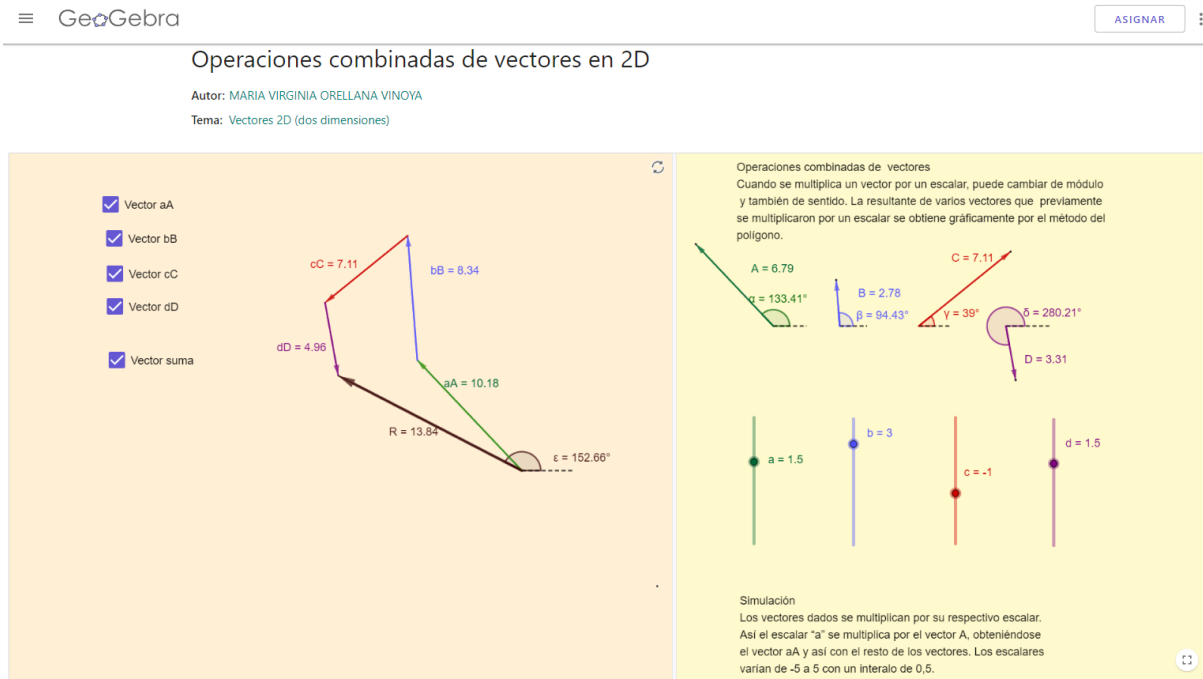 GeoGebra
ASIGNAR
Operaciones combinadas de vectores en 2D
Autor: MARIA VIRGINIA ORELLANA VINOYA
Tema: Vectores 2D (dos dimensiones)
Vector aA
Vector bB
Vector cC
Vector dD
Vector suma
cC = 7.11
bB = 8.34
dD = 4.96
aA = 10.18
R = 13.84
ε = 152.66°
Operaciones combinadas de vectores
Cuando se multiplica un vector por un escalar, puede cambiar de módulo
y también de sentido. La resultante de varios vectores que previamente
se multiplicaron por un escalar se obtiene gráficamente por el método del
polígono.
A = 6.79
α = 133.41°
B = 2.78
β = 94.43°
C = 7.11
γ = 39°
δ = 280.21°
D = 3.31
a = 1.5
b = 3
c = -1
d = 1.5
Simulación
Los vectores dados se multiplican por su respectivo escalar.
Así el escalar “a” se multiplica por el vector A, obteniéndose
el vector aA y así con el resto de los vectores. Los escalares
varían de -5 a 5 con un interalo de 0,5.